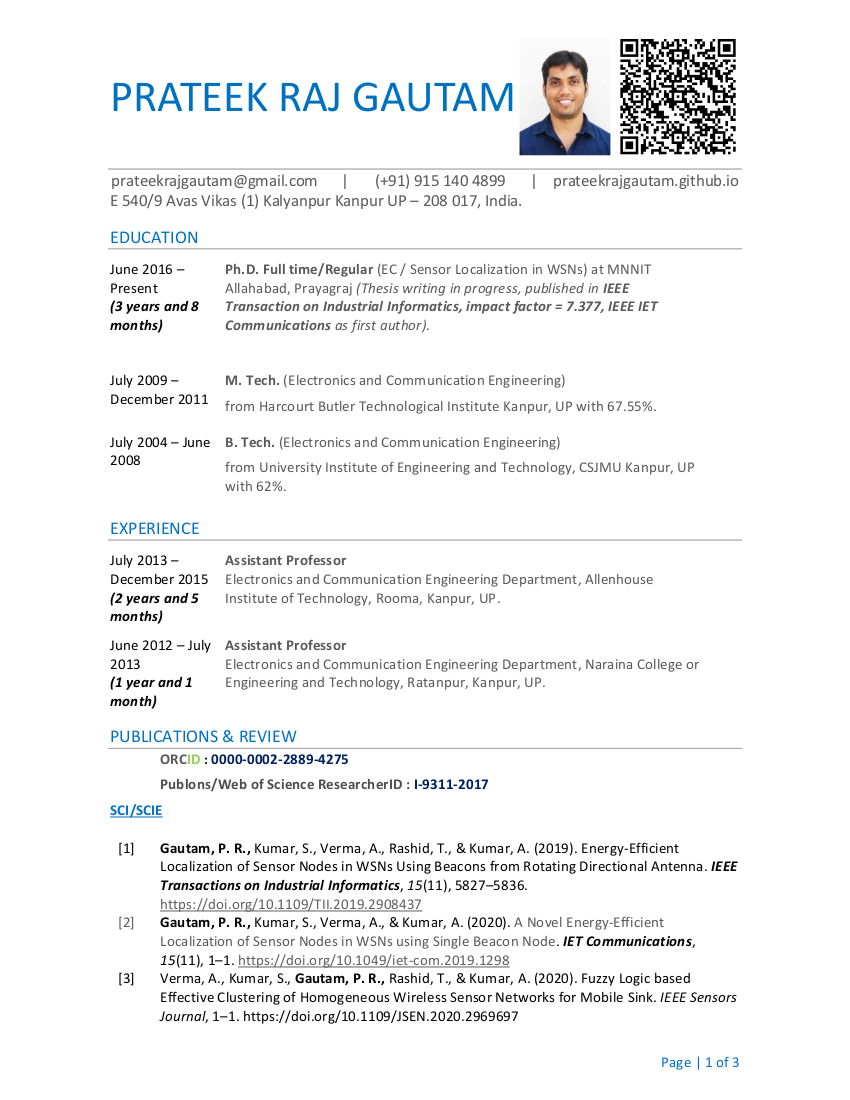 PRATEEK RAJ GAUTAM
prateekrajgautam@gmail.com | (+91) 915 140 4899 | prateekrajgautam.github.io
E 540/9 Avas Vikas (1) Kalyanpur Kanpur UP – 208 017, India.
EDUCATION
June 2016 –
Present
(3 years and 8
months)
Ph.D. Full time/Regular (EC / Sensor Localization in WSNs) at MNNIT
Allahabad, Prayagraj (Thesis writing in progress, published in IEEE
Transaction on Industrial Informatics, impact factor = 7.377, IEEE IET
Communications as first author).
July 2009 –
December 2011
M. Tech. (Electronics and Communication Engineering)
from Harcourt Butler Technological Institute Kanpur, UP with 67.55%.
July 2004 – June
2008
B. Tech. (Electronics and Communication Engineering)
from University Institute of Engineering and Technology, CSJMU Kanpur, UP
with 62%.
EXPERIENCE
July 2013 –
December 2015
(2 years and 5
months)
Assistant Professor
Electronics and Communication Engineering Department, Allenhouse
Institute of Technology, Rooma, Kanpur, UP.
June 2012 – July
2013
(1 year and 1
month)
Assistant Professor
Electronics and Communication Engineering Department, Naraina College or
Engineering and Technology, Ratanpur, Kanpur, UP.
PUBLICATIONS & REVIEW
ORCID : 0000-0002-2889-4275
Publons/Web of Science ResearcherID : I-9311-2017
SCI/SCIE
[1] Gautam, P. R., Kumar, S., Verma, A., Rashid, T., & Kumar, A. (2019). Energy-Efficient
Localization of Sensor Nodes in WSNs Using Beacons from Rotating Directional Antenna. IEEE
Transactions on Industrial Informatics, 15(11), 5827–5836.
https://doi.org/10.1109/TII.2019.2908437
[2] Gautam, P. R., Kumar, S., Verma, A., & Kumar, A. (2020). A Novel Energy-Efficient
Localization of Sensor Nodes in WSNs using Single Beacon Node. IET Communications,
15(11), 1–1. https://doi.org/10.1049/iet-com.2019.1298
[3] Verma, A., Kumar, S., Gautam, P. R., Rashid, T., & Kumar, A. (2020). Fuzzy Logic based
Effective Clustering of Homogeneous Wireless Sensor Networks for Mobile Sink. IEEE Sensors
Journal, 1–1. https://doi.org/10.1109/JSEN.2020.2969697
Page | 1 of 3